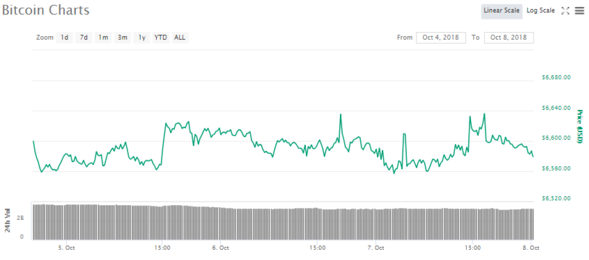 Bitcoin Charts
Linear Scale Log Scale
Zoom 1d 7d 1m 3m 1y YTD ALL
From Oct 4, 2018 To Oct 8, 2018
$6,680.00
$6,640.00
$6,600.00
$6,560.00
$6,520.00
Price (USD)
24h Vol
2B
0
5. Oct 15:00 6. Oct 15:00 7. Oct 15:00 8. Oct